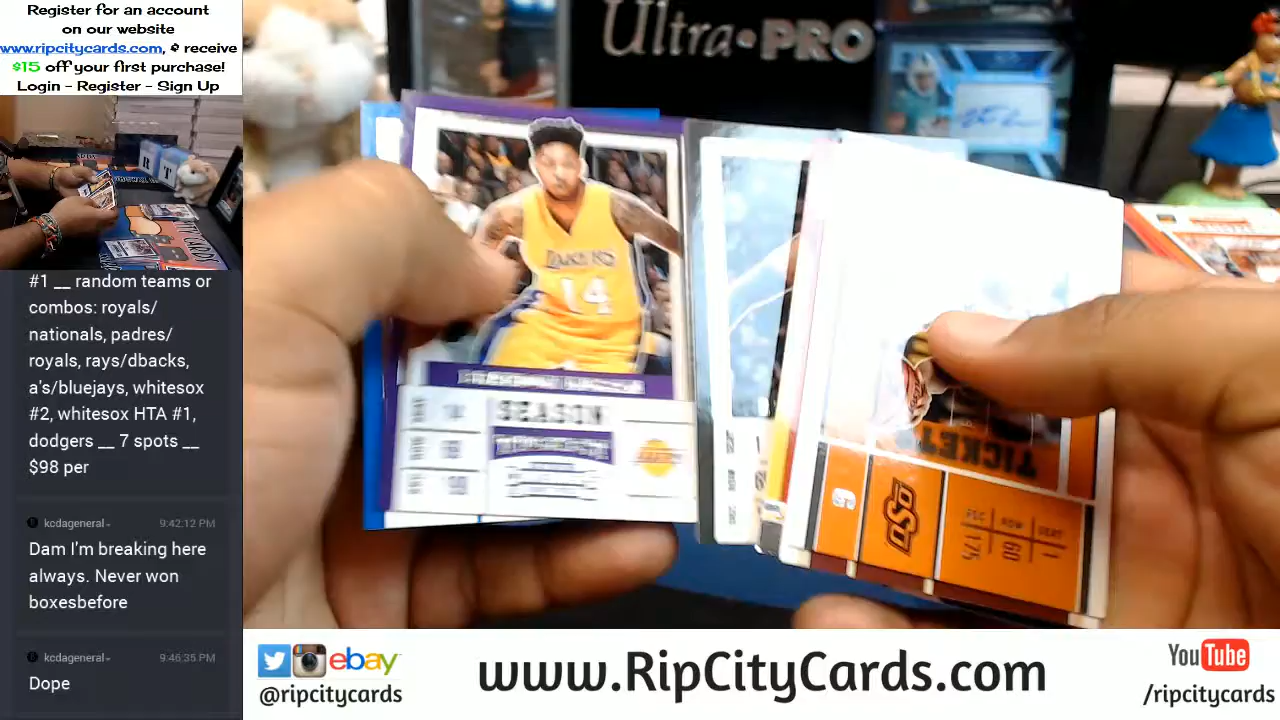 Register for an account
on our website
www.ripcitycards.com, & receive
$15 off your first purchase!
Login - Register - Sign Up
#1 __ random teams or
combos: royals/
nationals, padres/
royals, rays/dbacks,
a's/bluejays, whitesox
#2, whitesox HTA #1,
dodgers __ 7 spots __
$98 per
kcdageneral
9:42:12 PM
Dam I'm breaking here
always. Never won
boxesbefore
kcdageneral
9:46:35 PM
Dope
Ultra•PRO
R
T
CARDS
LAKERS
14
SEASON
TICKET
OSU
175
60
@ripcitycards
ebay
www.RipCityCards.com
YouTube
/ripcitycards